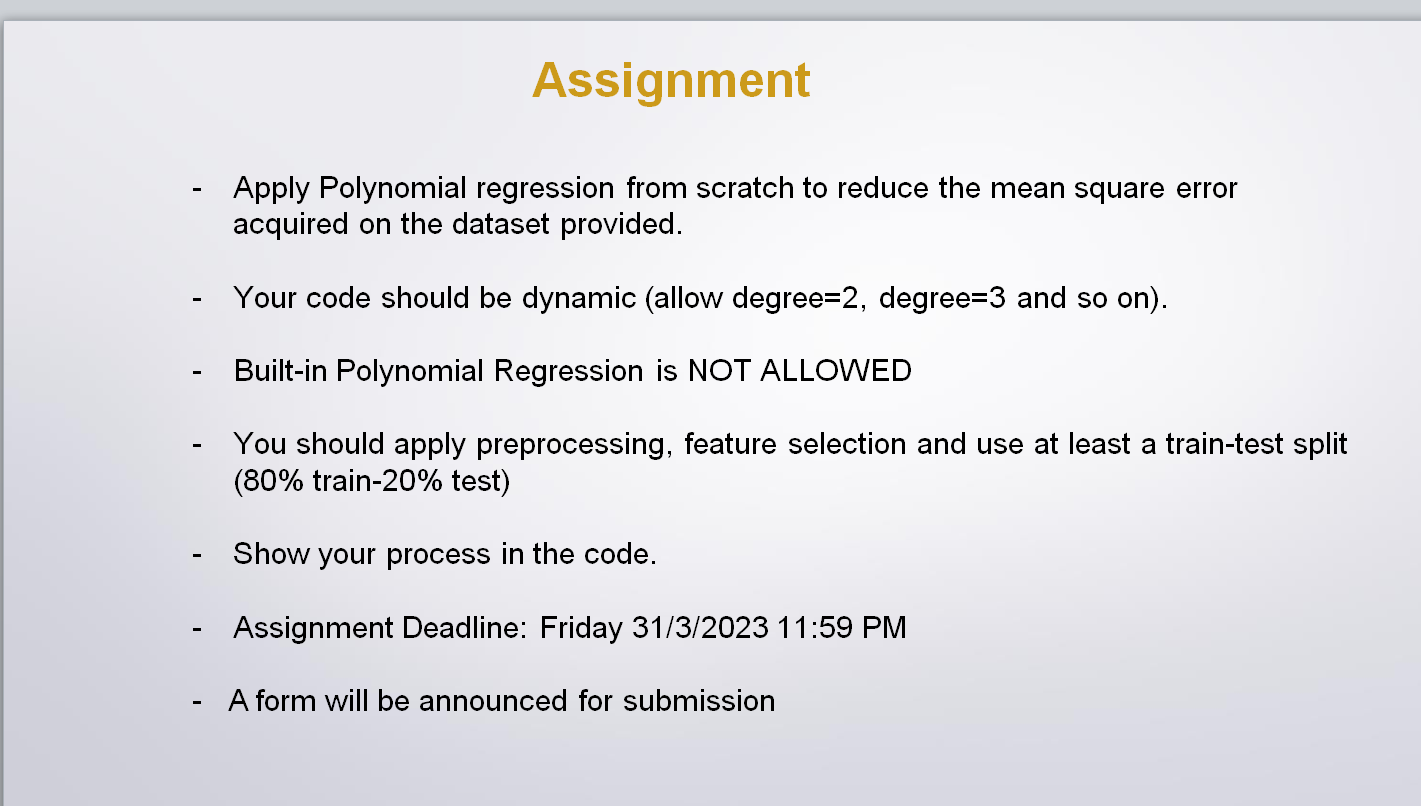 Assignment
- Apply Polynomial regression from scratch to reduce the mean square error
acquired on the dataset provided.
- Your code should be dynamic (allow degree=2, degree=3 and so on).
- Built-in Polynomial Regression is NOT ALLOWED
- You should apply preprocessing, feature selection and use at least a train-test split
(80% train-20% test)
- Show your process in the code.
- Assignment Deadline: Friday 31/3/2023 11:59 PM
- A form will be announced for submission